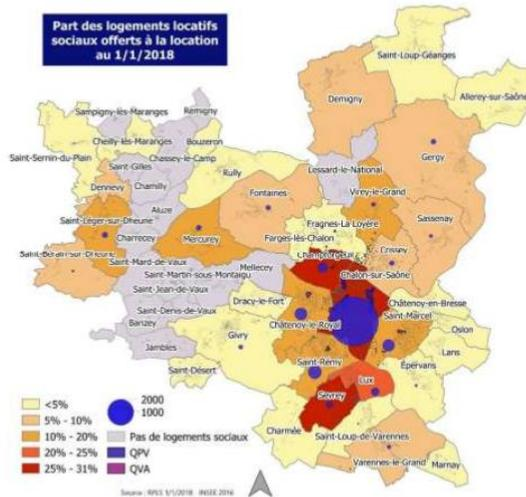 Part des logements locatifs
sociaux offerts à la location
au 1/1/2018
Saint-Loup-Géanges
Allerey-sur-Saône
Demigny
Sampigny-lès-Maranges
Remigny
Cheilly-lès-Maranges
Bouzeron
Saint-Sernin-du-Plain
Saint-Gilles
Chassey-le-Camp
Rully
Lessard-le-National
Gergy
Dennevy
Chamilly
Fontaines
Virey-le-Grand
Aluze
Saint-Léger-sur-Dheune
Charrecey
Mercurey
Farges-lès-Chalon
Fragnes-La Loyère
Sassenay
Crissey
Saint-Bérain-sur-Dheune
Saint-Mard-de-Vaux
Champforgeuil
Chalon-sur-Saône
Saint-Martin-sous-Montaigu
Mellecey
Saint-Jean-de-Vaux
Dracy-le-Fort
Châtenoy-en-Bresse
Saint-Denis-de-Vaux
Châtenoy-le-Royal
Saint-Marcel
Oslon
Barizey
Givry
Lans
Jambles
Saint-Rémy
Épervans
Saint-Désert
Lux
Sevrey
Charmée
Saint-Loup-de-Varennes
Varennes-le-Grand
Marnay
<5%
5% - 10%
10% - 20%
20% - 25%
25% - 31%
2000
1000
Pas de logements sociaux
QPV
QVA
Source : RPLS 1/1/2018 INSEE 2016